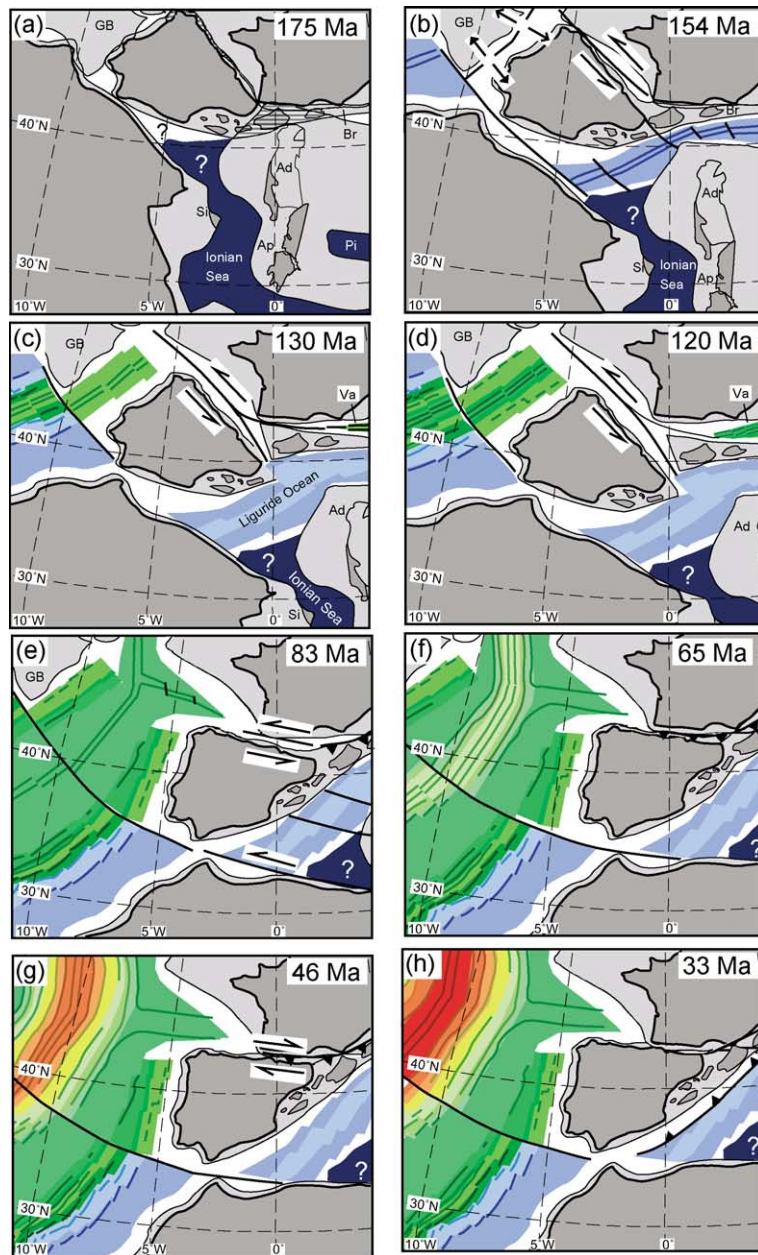 (a)
175 Ma
GB
40˚N
30˚N
10˚W
5˚W
0˚
?
?
Br
Ad
Si
Ap
Pi
Ionian
Sea
(b)
154 Ma
GB
40˚N
30˚N
10˚W
5˚W
0˚
Br
?
Ad
Si
Ap
Ionian
Sea
(c)
130 Ma
GB
Va
40˚N
30˚N
10˚W
5˚W
0˚
Liguride Ocean
Ad
?
Ionian Sea
Si
(d)
120 Ma
GB
Va
40˚N
30˚N
10˚W
5˚W
0˚
Ad
?
(e)
83 Ma
GB
40˚N
30˚N
10˚W
5˚W
0˚
?
(f)
65 Ma
40˚N
30˚N
10˚W
5˚W
0˚
?
(g)
46 Ma
40˚N
30˚N
10˚W
5˚W
0˚
?
(h)
33 Ma
40˚N
30˚N
10˚W
5˚W
0˚
?